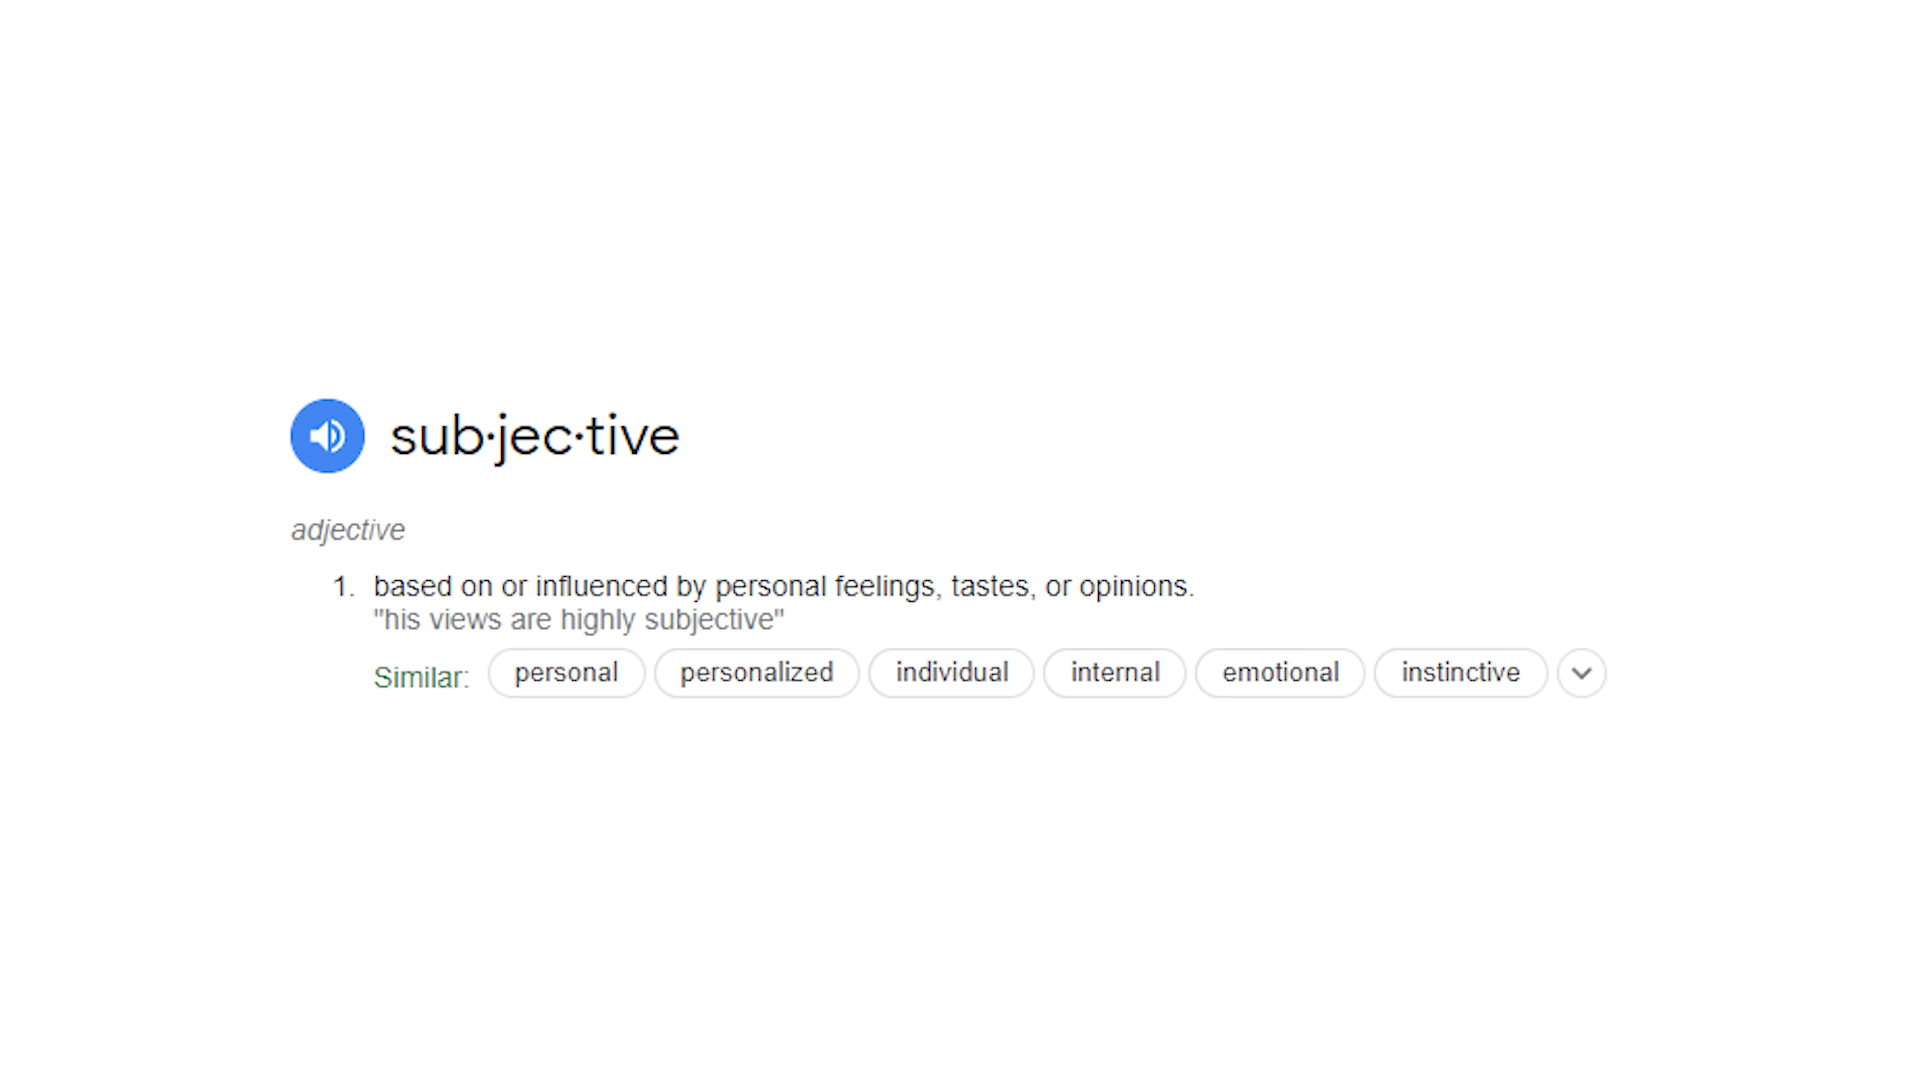 sub·jec·tive
adjective
1. based on or influenced by personal feelings, tastes, or opinions.
"his views are highly subjective"
Similar: personal personalized individual internal emotional instinctive